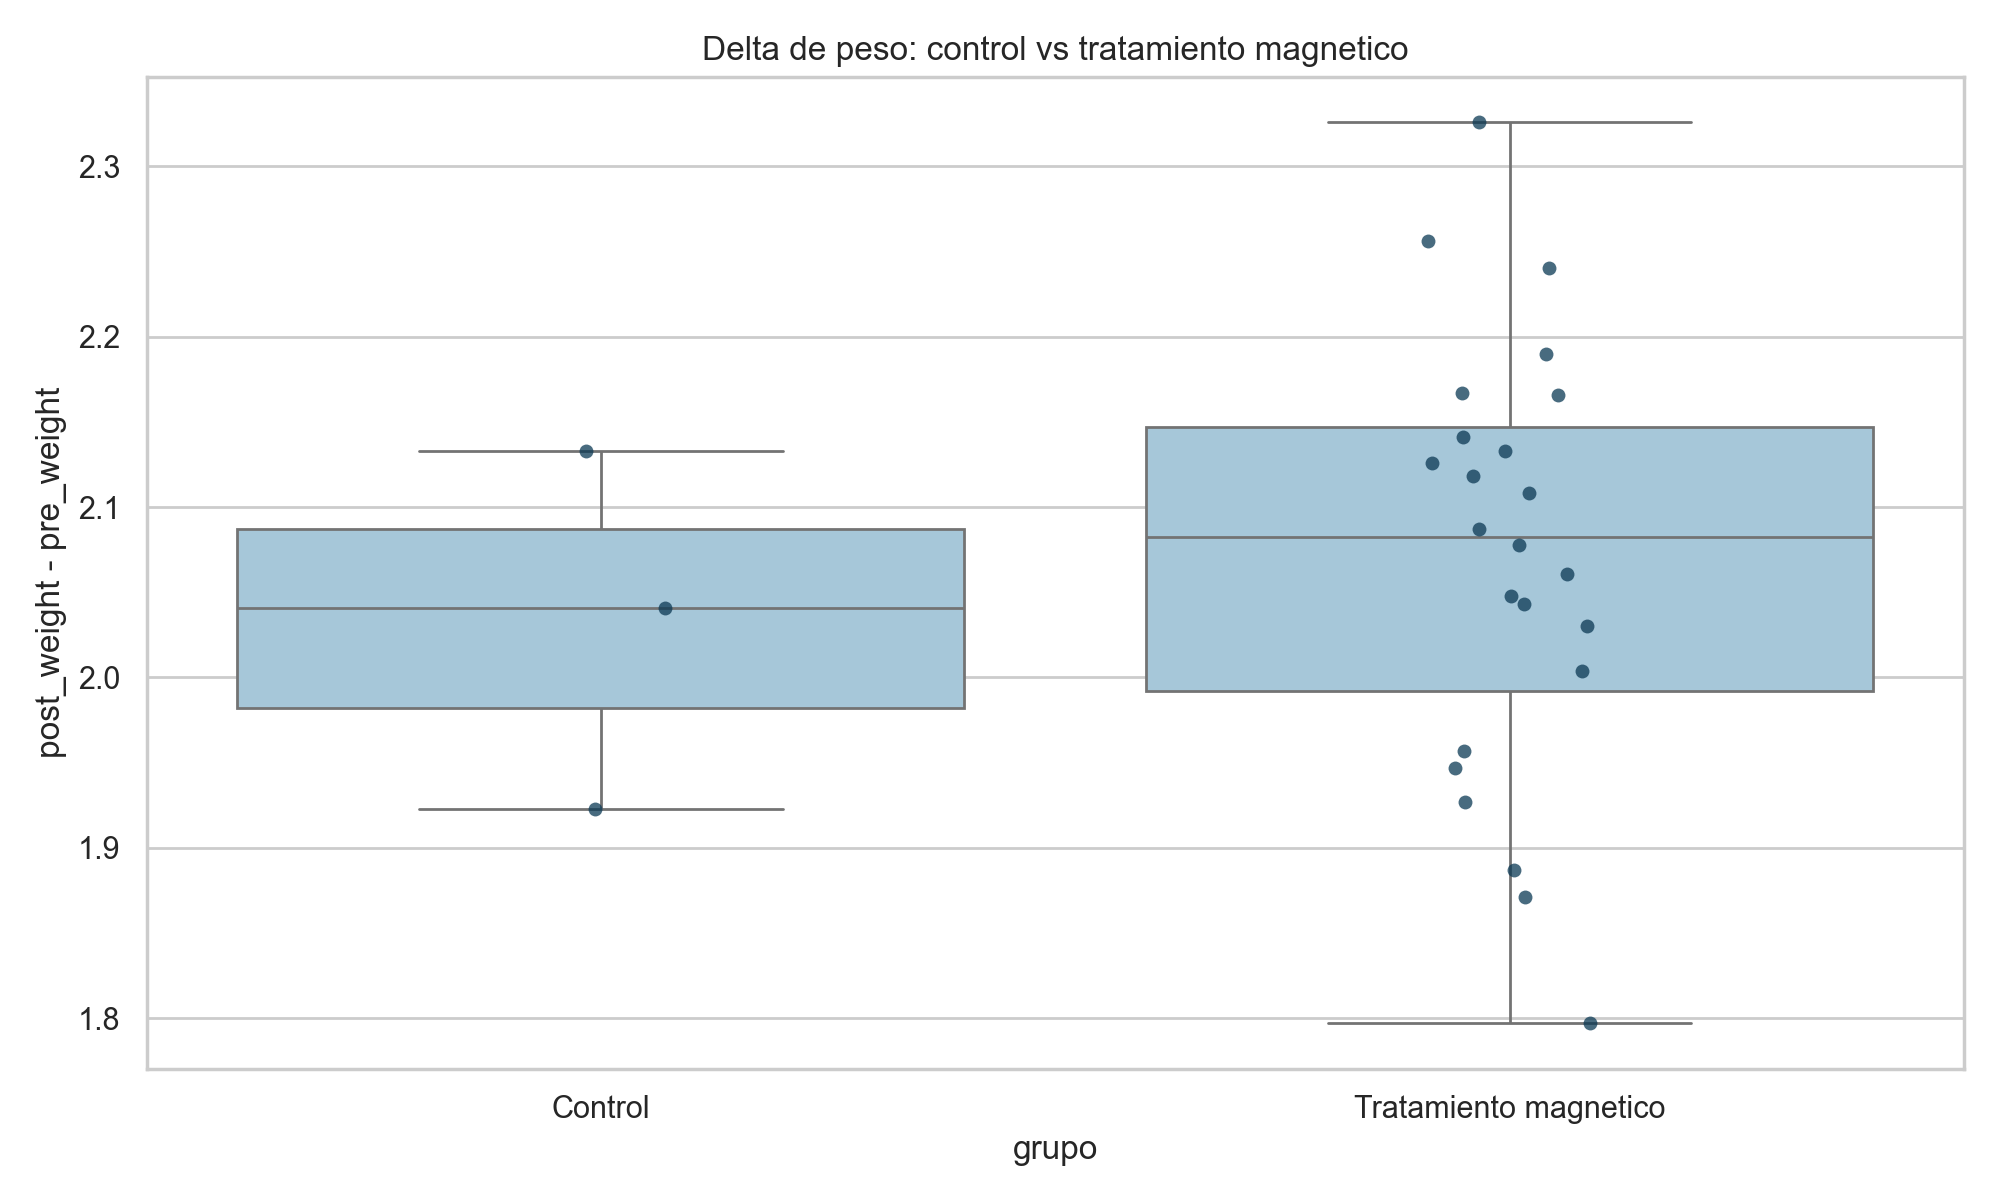 Delta de peso: control vs tratamiento magnetico
post_weight - pre_weight
2.3
2.2
2.1
2.0
1.9
1.8
Control
Tratamiento magnetico
grupo